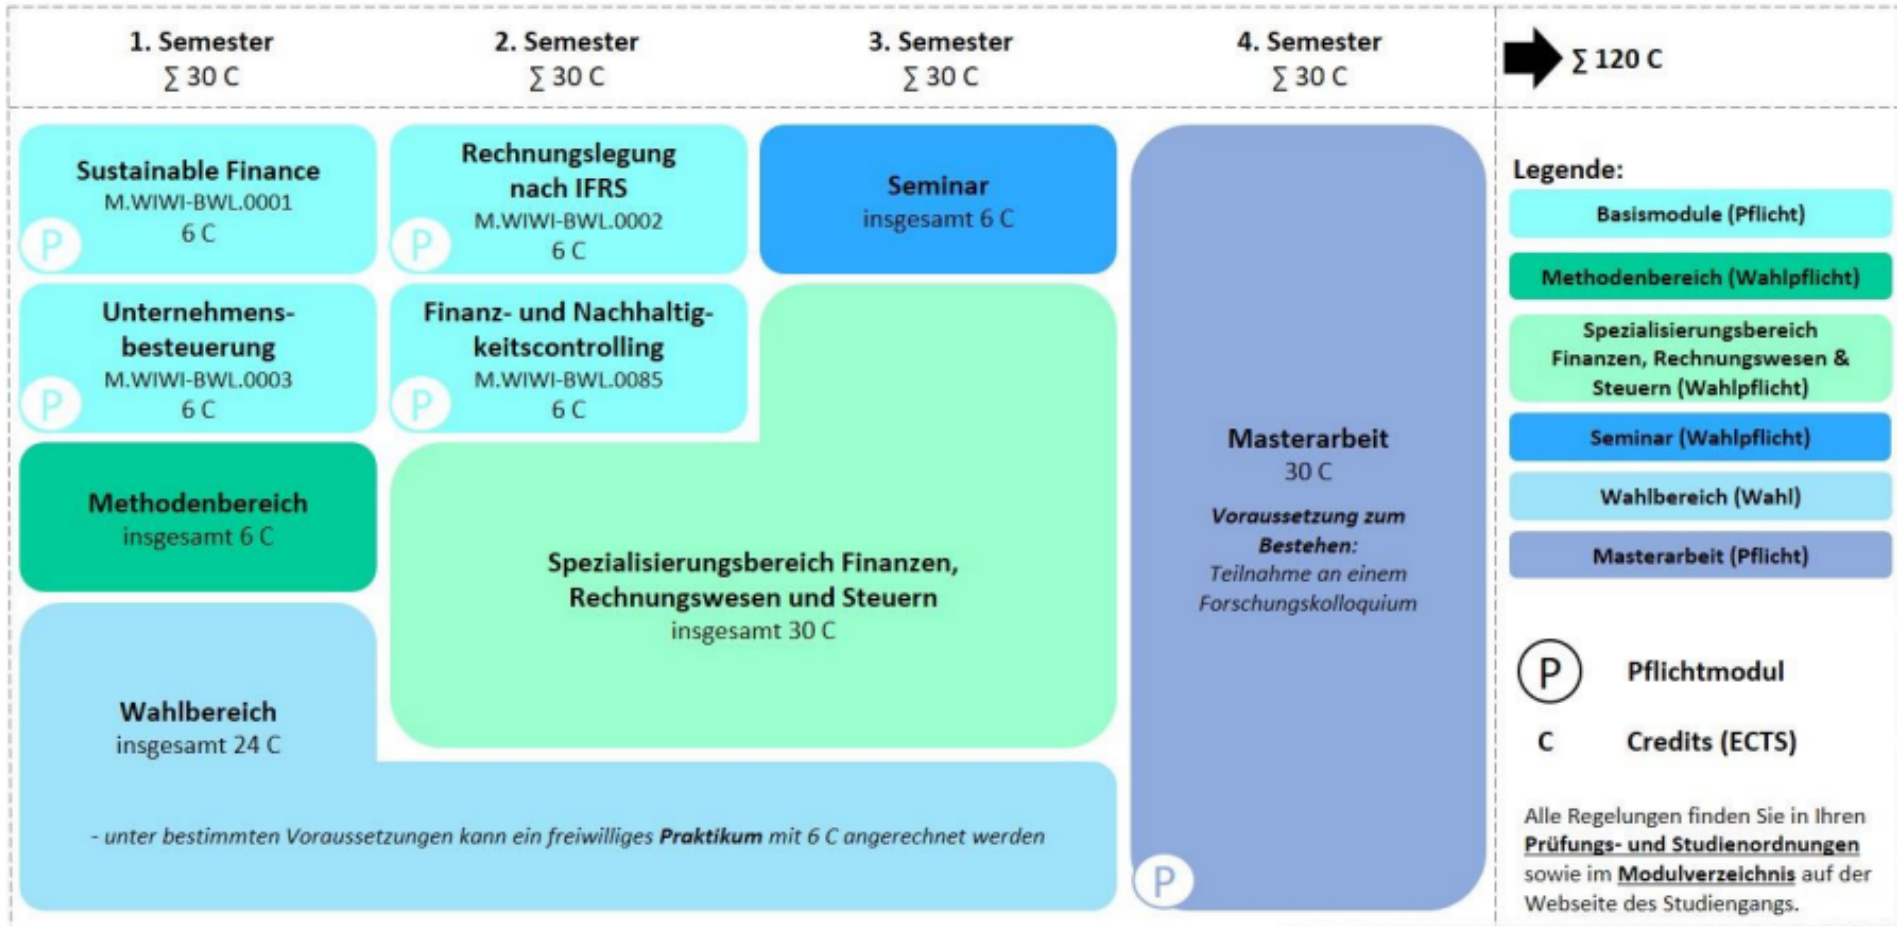 1. Semester
∑ 30 C
2. Semester
∑ 30 C
3. Semester
∑ 30 C
4. Semester
∑ 30 C
∑ 120 C
Sustainable Finance
M.WIWI-BWL.0001
6 C
P
Unternehmens-
besteuerung
M.WIWI-BWL.0003
6 C
P
Methodenbereich
insgesamt 6 C
Wahlbereich
insgesamt 24 C
- unter bestimmten Voraussetzungen kann ein freiwilliges Praktikum mit 6 C angerechnet werden
Rechnungslegung
nach IFRS
M.WIWI-BWL.0002
6 C
P
Finanz- und Nachhaltig-
keitscontrolling
M.WIWI-BWL.0085
6 C
P
Spezialisierungsbereich Finanzen,
Rechnungswesen und Steuern
insgesamt 30 C
Seminar
insgesamt 6 C
Masterarbeit
30 C
Voraussetzung zum
Bestehen:
Teilnahme an einem
Forschungskolloquium
P
Legende:
Basismodule (Pflicht)
Methodenbereich (Wahlpflicht)
Spezialisierungsbereich
Finanzen, Rechnungswesen &
Steuern (Wahlpflicht)
Seminar (Wahlpflicht)
Wahlbereich (Wahl)
Masterarbeit (Pflicht)
P Pflichtmodul
C Credits (ECTS)
Alle Regelungen finden Sie in Ihren
Prüfungs- und Studienordnungen
sowie im Modulverzeichnis auf der
Webseite des Studiengangs.